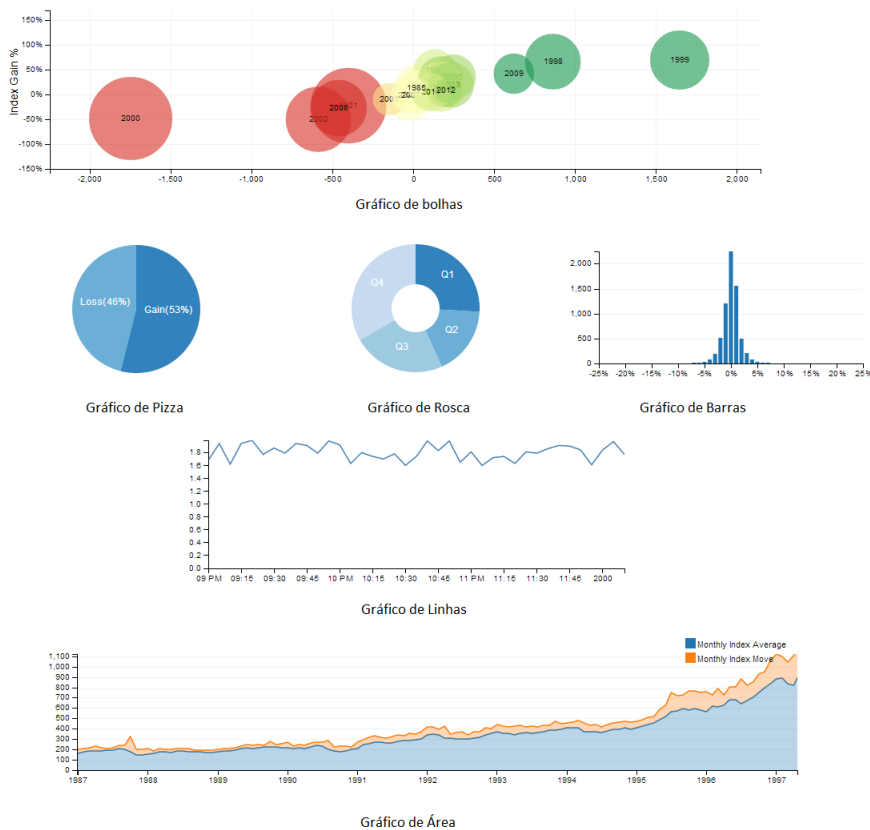 Index Gain %
150%
100%
50%
0%
-50%
-100%
-150%
2000
2002
2008
1985
2012
2009
1998
1999
-2,000 -1,500 -1,000 -500 0 500 1,000 1,500 2,000
Gráfico de bolhas
Loss(46%) Gain(53%)
Gráfico de Pizza
Q1
Q2
Q3
Q4
Gráfico de Rosca
2,000
1,500
1,000
500
0
-25% -20% -15% -10% -5% 0% 5% 10% 15% 20% 25%
Gráfico de Barras
1.8
1.6
1.4
1.2
1.0
0.8
0.6
0.4
0.2
0.0
09 PM 09:15 09:30 09:45 10 PM 10:15 10:30 10:45 11 PM 11:15 11:30 11:45 2000
Gráfico de Linhas
Monthly Index Average
Monthly Index Move
1,100
1,000
900
800
700
600
500
400
300
200
100
0
1987 1988 1989 1990 1991 1992 1993 1994 1995 1996 1997
Gráfico de Área